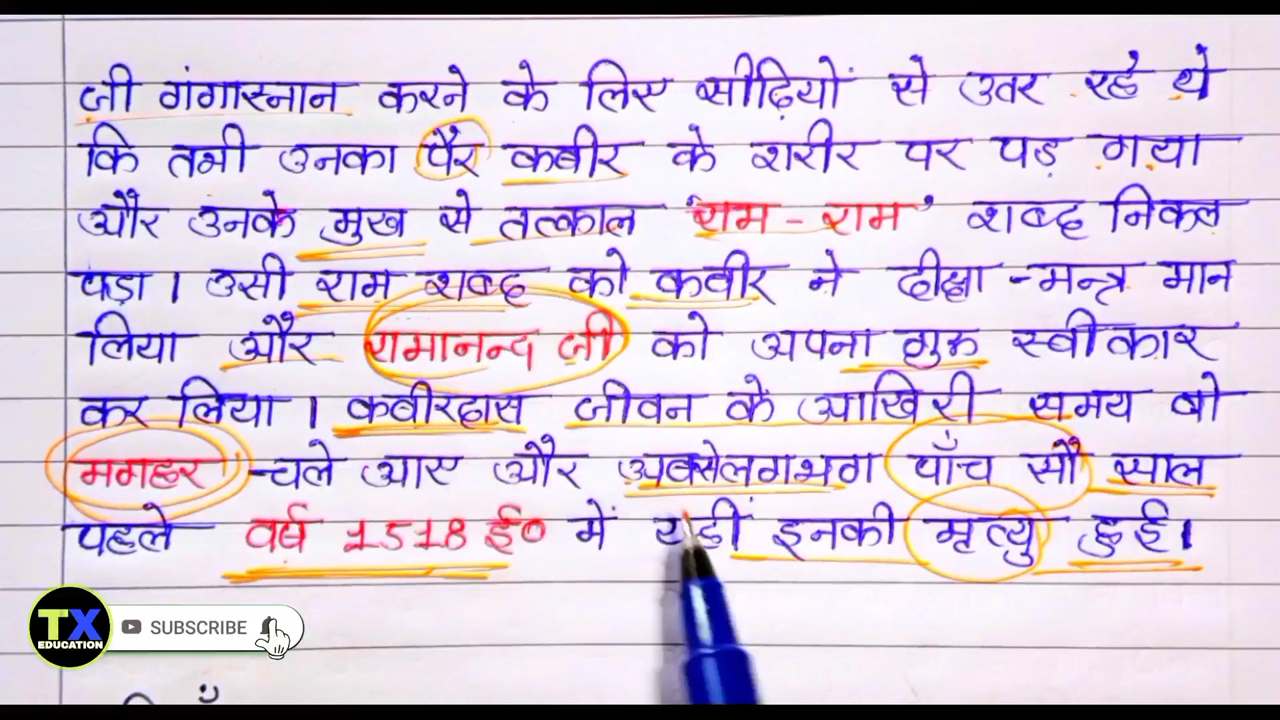 जी गंगास्नान करने के लिए सीढ़ियों से उतर रहे थे
कि तभी उनका पैर कबीर के शरीर पर पड़ गया
और उनके मुख से तत्काल 'राम - राम' शब्द निकल
पड़ा । उसी राम शब्द को कबीर ने दीक्षा - मन्त्र मान
लिया और रामानन्द जी को अपना गुरु स्वीकार
कर लिया । कबीरदास जीवन के आखिरी समय वो
मगहर चले आए और अबसे लगभग पाँच सौ साल
पहले वर्ष 1518 ई० में यहीं इनकी मृत्यु हुई।
TX
EDUCATION
SUBSCRIBE